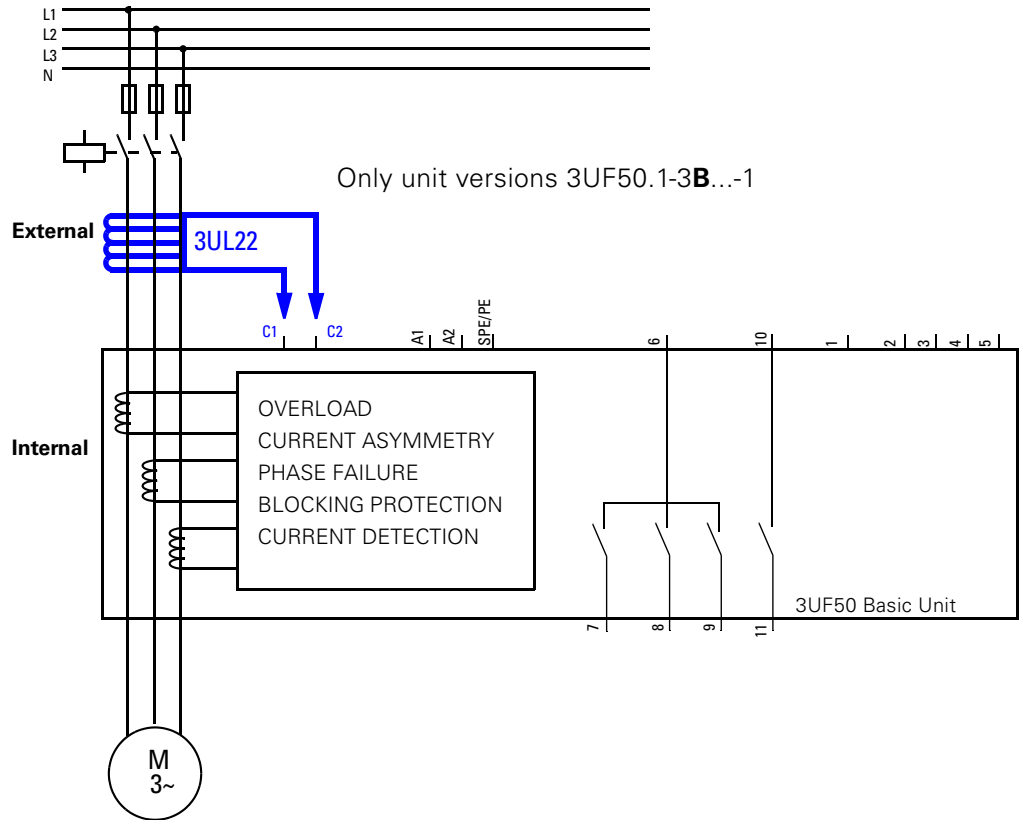 L1
L2
L3
N
Only unit versions 3UF50.1-3B...-1
External
3UL22
C1
C2
A1
A2
SPE/PE
6
10
1
2
3
4
5
Internal
OVERLOAD
CURRENT ASYMMETRY
PHASE FAILURE
BLOCKING PROTECTION
CURRENT DETECTION
3UF50 Basic Unit
7
8
9
11
M
3~